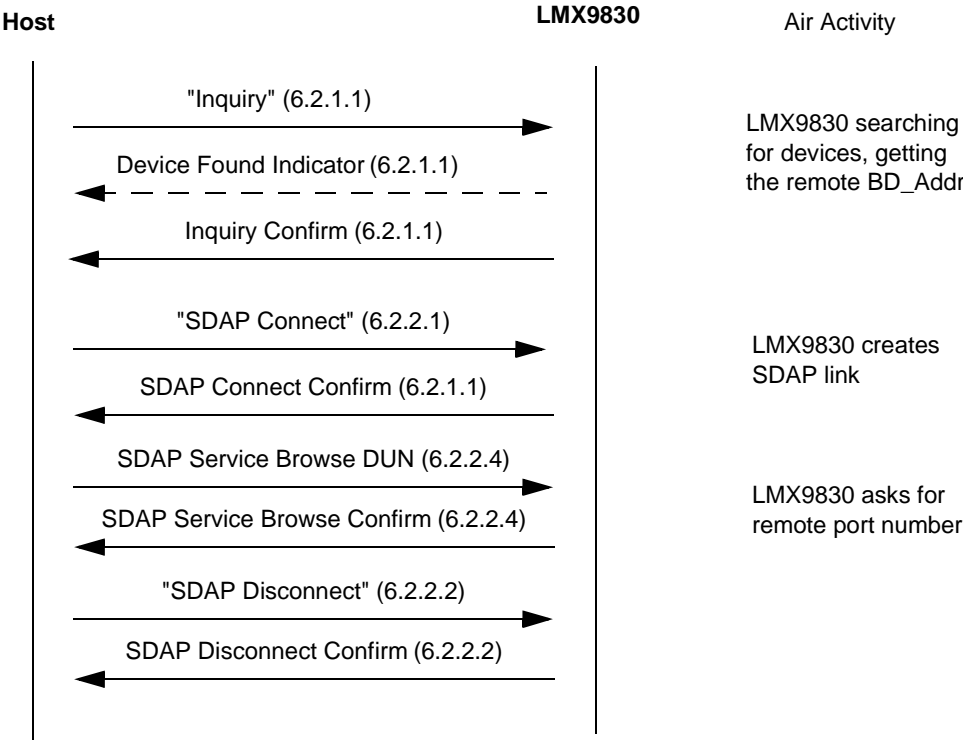 Host
LMX9830
Air Activity
"Inquiry" (6.2.1.1)
LMX9830 searching
for devices, getting
the remote BD_Addr
Device Found Indicator (6.2.1.1)
Inquiry Confirm (6.2.1.1)
"SDAP Connect" (6.2.2.1)
LMX9830 creates
SDAP link
SDAP Connect Confirm (6.2.1.1)
SDAP Service Browse DUN (6.2.2.4)
LMX9830 asks for
remote port number
SDAP Service Browse Confirm (6.2.2.4)
"SDAP Disconnect" (6.2.2.2)
SDAP Disconnect Confirm (6.2.2.2)